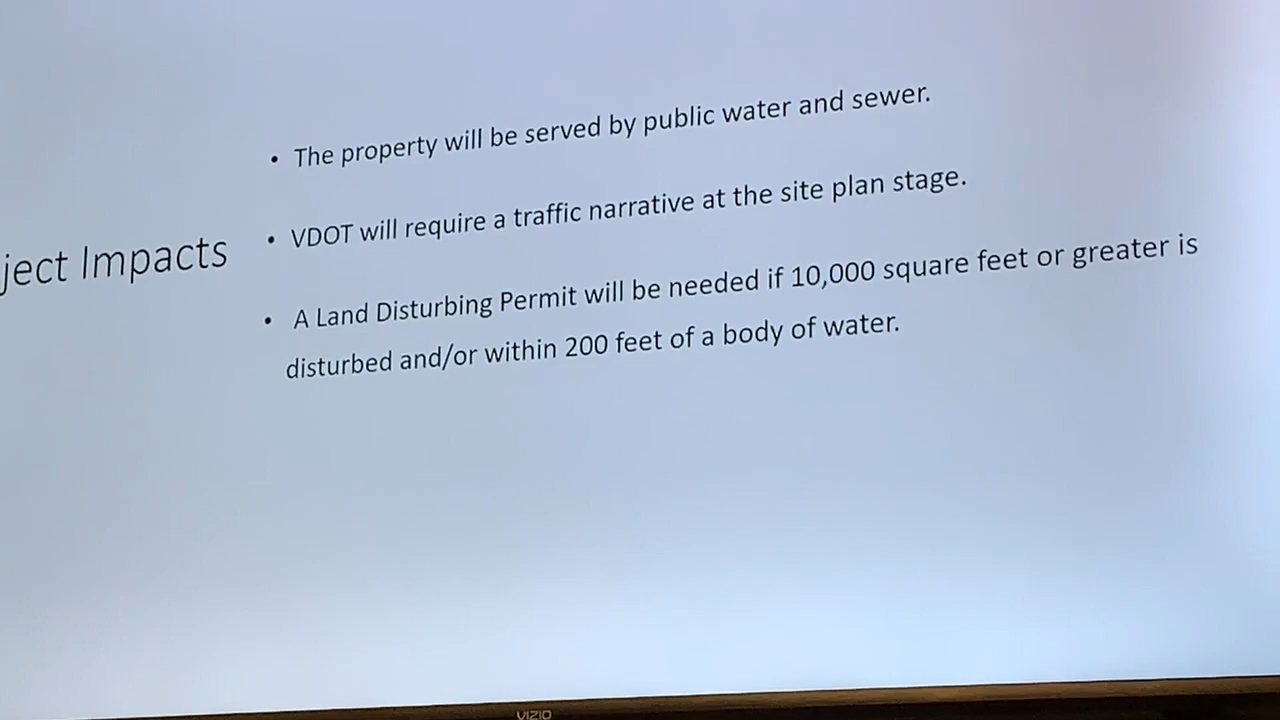 ject Impacts
• The property will be served by public water and sewer.
• VDOT will require a traffic narrative at the site plan stage.
• A Land Disturbing Permit will be needed if 10,000 square feet or greater is
disturbed and/or within 200 feet of a body of water.
VIZIO